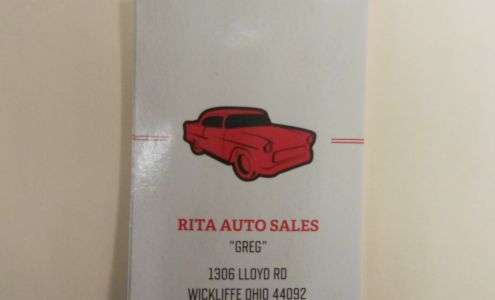 RITA AUTO SALES
"GREG"
1306 LLOYD RD
WICKLIFFE OHIO 44092